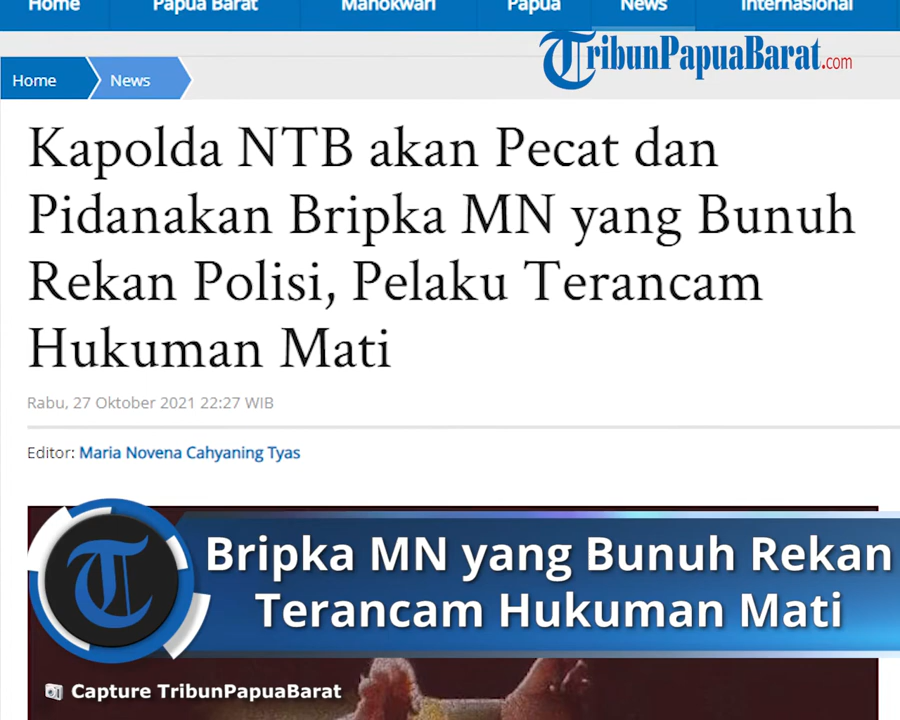 Home Papua Barat Manokwari Papua News Internasional
TribunPapuaBarat.com
Home News
Kapolda NTB akan Pecat dan
Pidanakan Bripka MN yang Bunuh
Rekan Polisi, Pelaku Terancam
Hukuman Mati
Rabu, 27 Oktober 2021 22:27 WIB
Editor: Maria Novena Cahyaning Tyas
Bripka MN yang Bunuh Rekan
Terancam Hukuman Mati
Capture TribunPapuaBarat